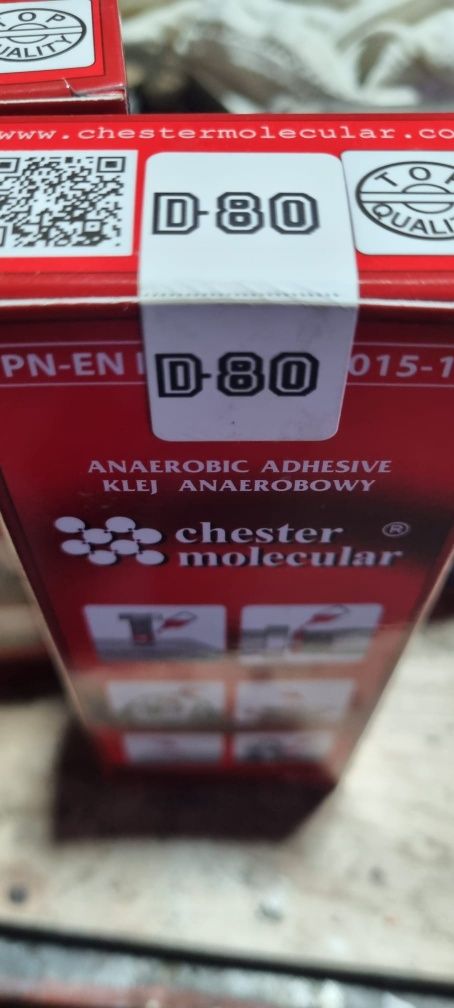 TOP
QUALITY
www.chestermolecular.co
D-80
TOP
QUALITY
D-80
PN-EN I 015-1
ANAEROBIC ADHESIVE
KLEJ ANAEROBOWY
chester ®
molecular